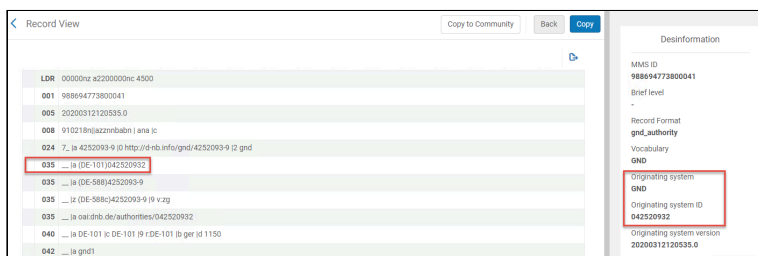 Record View
Copy to Community
Back
Copy
LDR 00000nz a2200000nc 4500
001 988694773800041
005 20200312120535.0
008 910218n||azznnbabn | ana |c
024 7_ |a 4252093-9 |0 http://d-nb.info/gnd/4252093-9 |2 gnd
035 __ |a (DE-101)042520932
035 __ |a (DE-588)4252093-9
035 __ |z (DE-588c)4252093-9 |9 v:zg
035 __ |a oai:dnb.de/authorities/042520932
040 __ |a DE-101 |c DE-101 |9 r:DE-101 |b ger |d 1150
042 __ |a gnd1
Desinformation
MMS ID
988694773800041
Brief level
-
Record Format
gnd_authority
Vocabulary
GND
Originating system
GND
Originating system ID
042520932
Originating system version
20200312120535.0